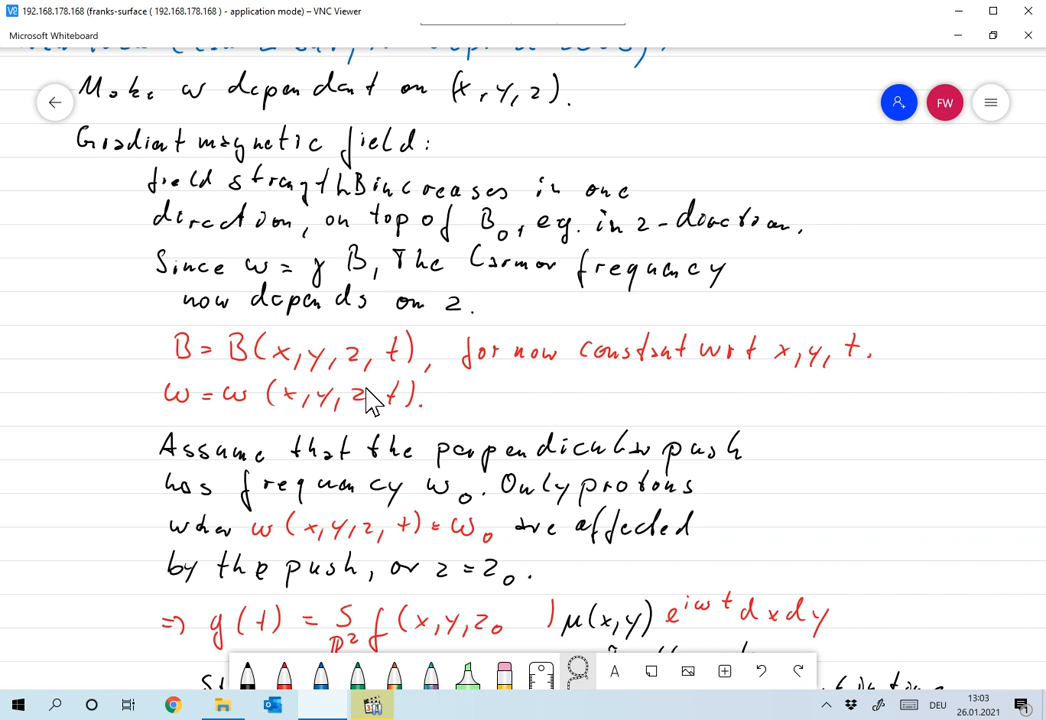 192.168.178.168 (franks-surface ( 192.168.178.168 ) - application mode) – VNC Viewer
Microsoft Whiteboard
Make ω dependant on (x, y, z).
FW
Gradient magnetic field:
field strength B increases in one
direction, on top of B₀, eg. in z-direction.
Since ω = γ B, The Larmor frequency
now depends on z.
B = B(x, y, z, t), for now constant wrt x, y, t.
ω = ω (x, y, z, t).
Assume that the perpendicular push
has frequency ω₀. Only protons
where ω (x, y, z, t) = ω₀ are affected
by the push, or z = z₀.
=> g(t) = ∫ f(x, y, z₀ ) μ(x, y) e^{iωt} dx dy
ℝ²
A
DEU
13:03
26.01.2021